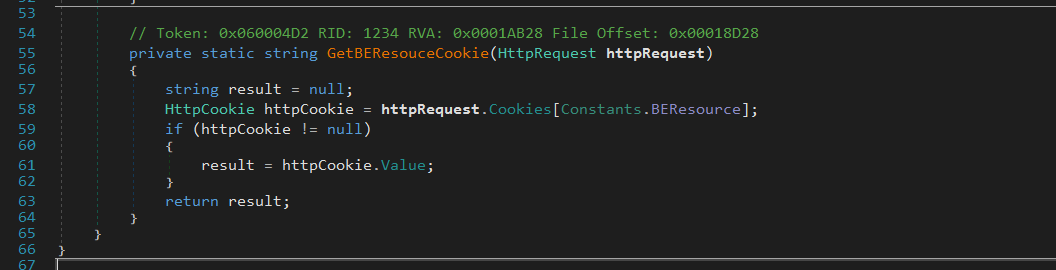 53
54 // Token: 0x060004D2 RID: 1234 RVA: 0x0001AB28 File Offset: 0x00018D28
55 private static string GetBEResouceCookie(HttpRequest httpRequest)
56 {
57 string result = null;
58 HttpCookie httpCookie = httpRequest.Cookies[Constants.BEResource];
59 if (httpCookie != null)
60 {
61 result = httpCookie.Value;
62 }
63 return result;
64 }
65 }
66 }
67